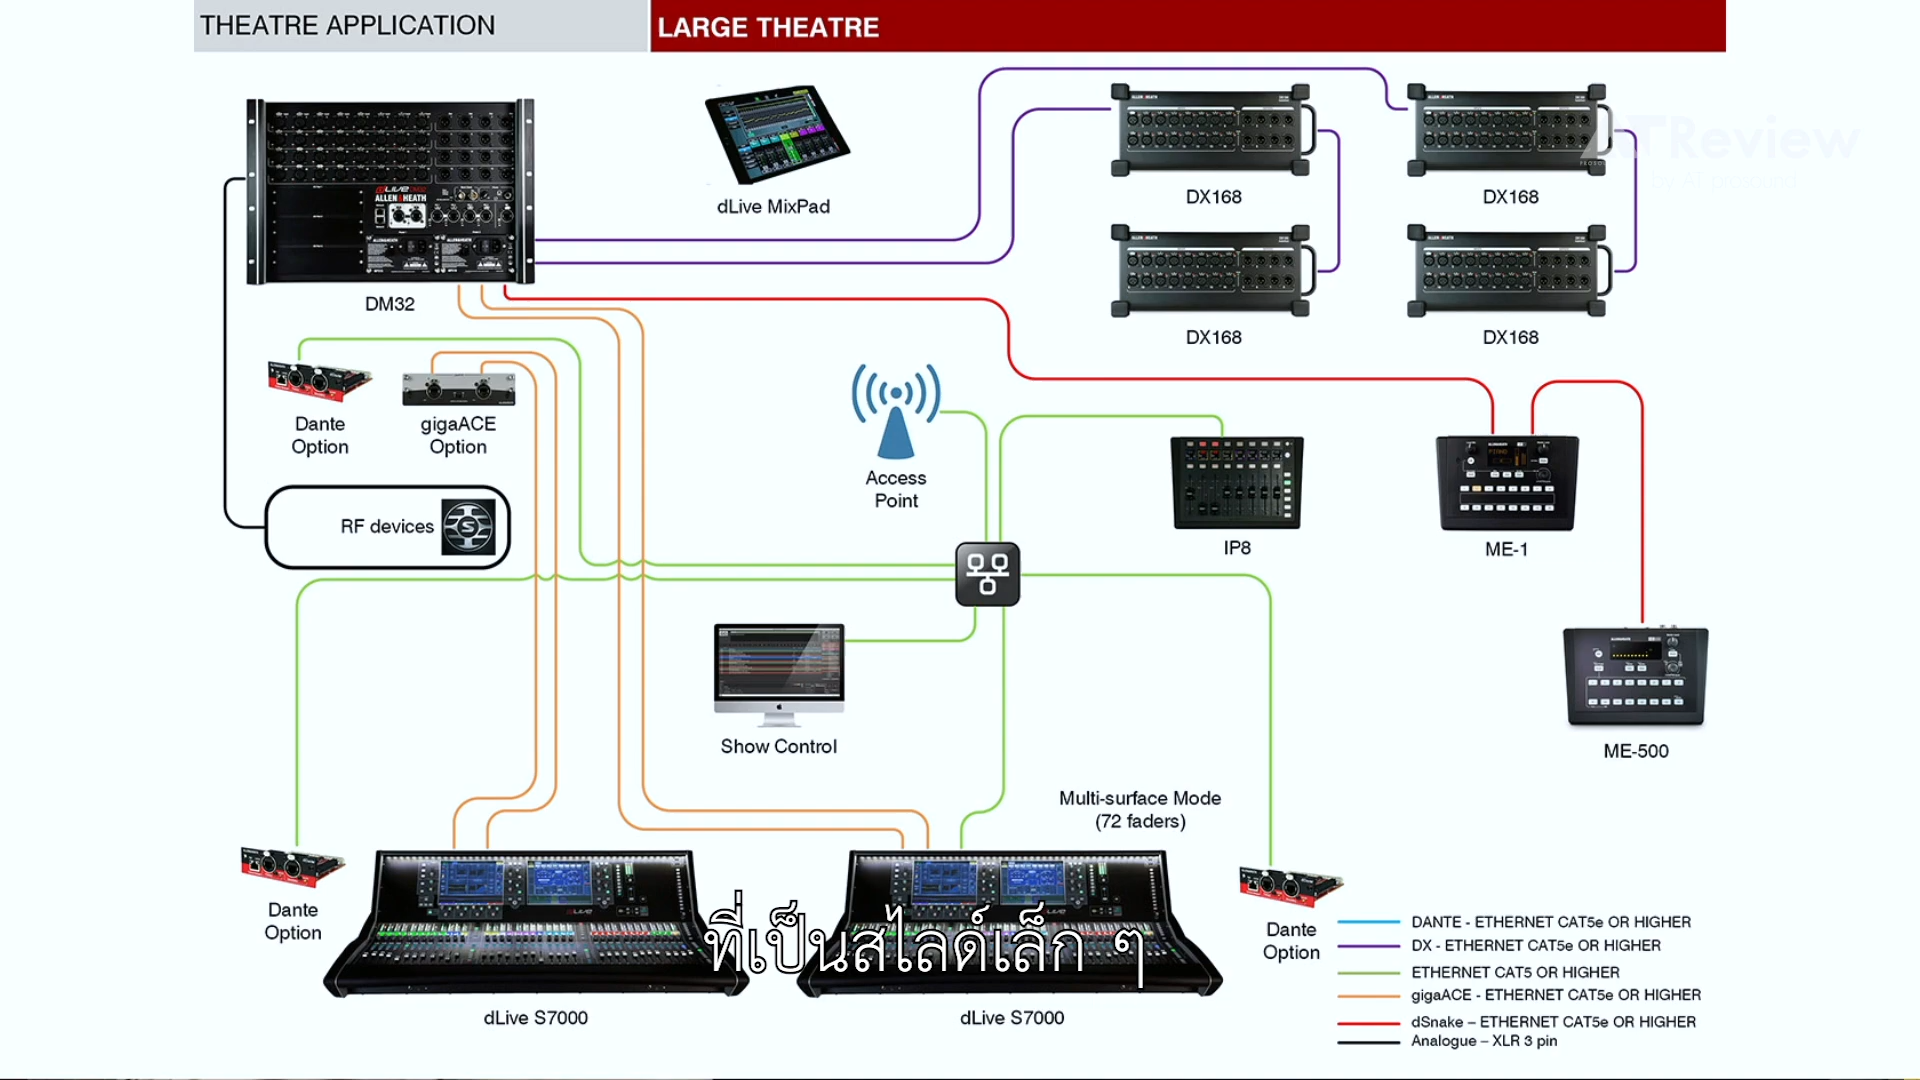 THEATRE APPLICATION
LARGE THEATRE
ATReview
dLive MixPad
DX168
DX168
ALLEN&HEATH
DM32
DX168
DX168
Dante
Option
gigaACE
Option
Access
Point
RF devices
IP8
ME-1
Show Control
ME-500
Multi-surface Mode
(72 faders)
Dante
Option
Dante
Option
ที่เป็นสไลด์เล็ก ๆ
dLive S7000
dLive S7000
DANTE - ETHERNET CAT5e OR HIGHER
DX - ETHERNET CAT5e OR HIGHER
ETHERNET CAT5 OR HIGHER
gigaACE - ETHERNET CAT5e OR HIGHER
dSnake – ETHERNET CAT5e OR HIGHER
Analogue – XLR 3 pin